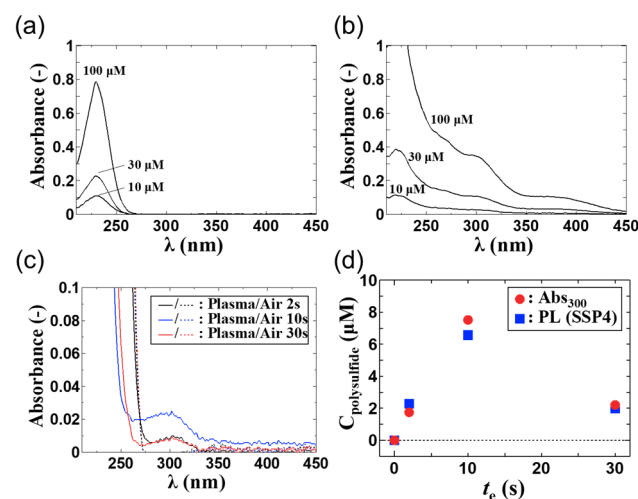 (a)
(b)
1
0.8
0.6
0.4
0.2
0
Absorbance (-)
100 μM
30 μM
10 μM
250 300 350 400 450
λ (nm)
1
0.8
0.6
0.4
0.2
0
Absorbance (-)
100 μM
30 μM
10 μM
250 300 350 400 450
λ (nm)
(c)
(d)
0.1
0.08
0.06
0.04
0.02
0
Absorbance (-)
—/····· : Plasma/Air 2s
—/····· : Plasma/Air 10s
—/····· : Plasma/Air 30s
250 300 350 400 450
λ (nm)
8
6
4
2
0
C polysulfide (μM)
: Abs300
: PL (SSP4)
0 10 20 30
te (s)